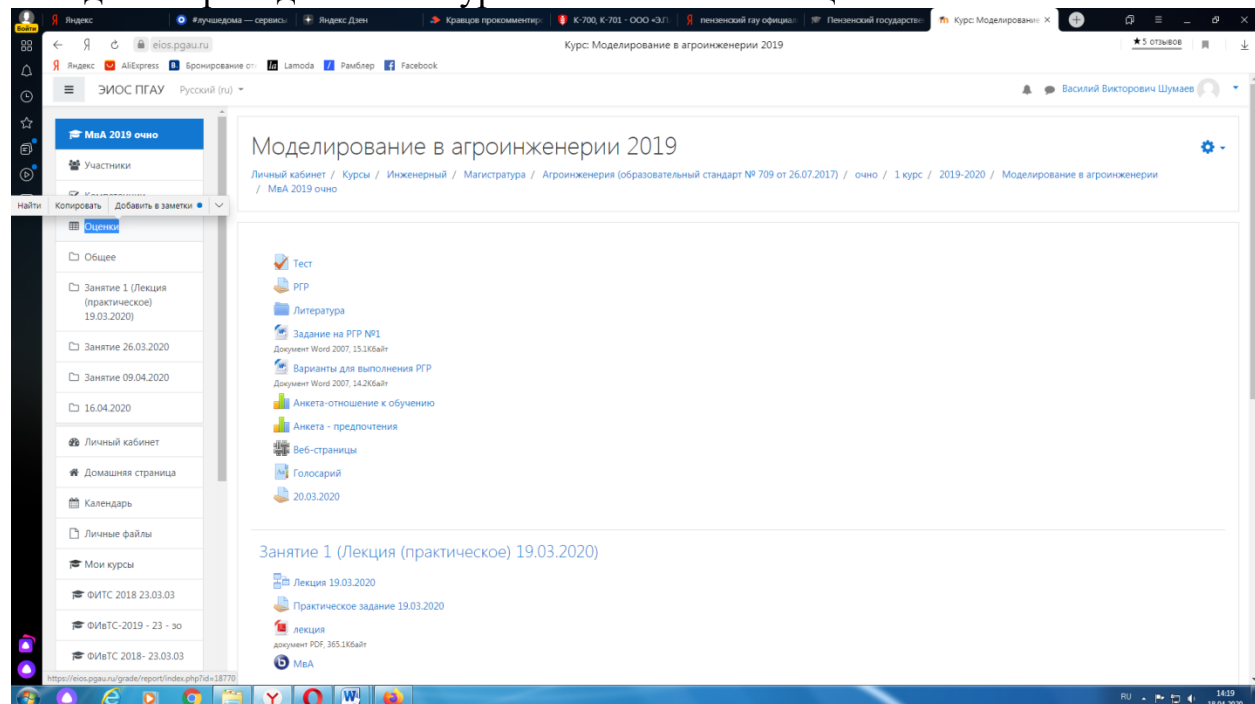 Яндекс
#лучшедома — сервисы
Яндекс Дзен
Кравцов прокомментиро
К-700, К-701 - ООО «Э.П.
пензенский гау официал
Пензенский государстве
Курс: Моделирование
Войти
eios.pgau.ru
Курс: Моделирование в агроинженерии 2019
★5 отзывов
Яндекс
AliExpress
Бронирование от
Lamoda
Рамблер
Facebook
ЭИОС ПГАУ
Русский (ru)
Василий Викторович Шумаев
МвА 2019 очно
Участники
Найти
Копировать
Добавить в заметки
Оценки
Общее
Занятие 1 (Лекция
(практическое)
19.03.2020)
Занятие 26.03.2020
Занятие 09.04.2020
16.04.2020
Личный кабинет
Домашняя страница
Календарь
Личные файлы
Мои курсы
ФИТС 2018 23.03.03
ФИвТС-2019 - 23 - зо
ФИвТС 2018- 23.03.03
Моделирование в агроинженерии 2019
Личный кабинет / Курсы / Инженерный / Магистратура / Агроинженерия (образовательный стандарт № 709 от 26.07.2017) / очно / 1 курс / 2019-2020 / Моделирование в агроинженерии
/ МвА 2019 очно
Тест
РГР
Литература
Задание на РГР №1
Документ Word 2007, 15.1Кбайт
Варианты для выполнения РГР
Документ Word 2007, 14.2Кбайт
Анкета-отношение к обучению
Анкета - предпочтения
Веб-страницы
Голосарий
20.03.2020
Занятие 1 (Лекция (практическое) 19.03.2020)
Лекция 19.03.2020
Практическое задание 19.03.2020
лекция
документ PDF, 365.1Кбайт
МвА
https://eios.pgau.ru/grade/report/index.php?id=18770
RU
14:19
18.04.2020